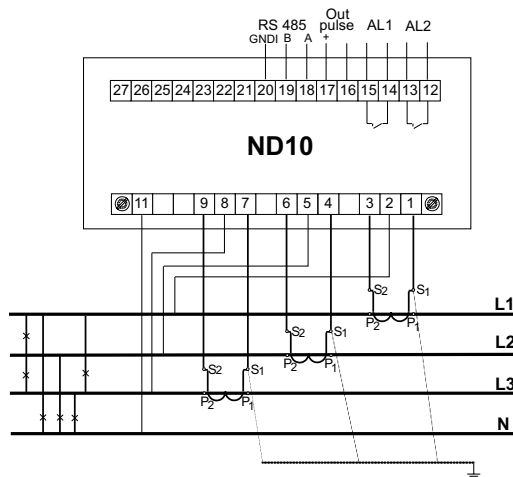 RS 485 Out pulse AL1 AL2
GNDI B A +
27 26 25 24 23 22 21 20 19 18 17 16 15 14 13 12
ND10
11 9 8 7 6 5 4 3 2 1
S2 S1
P2 P1
L1
S2 S1
P2 P1
L2
S2 S1
P2 P1
L3
N